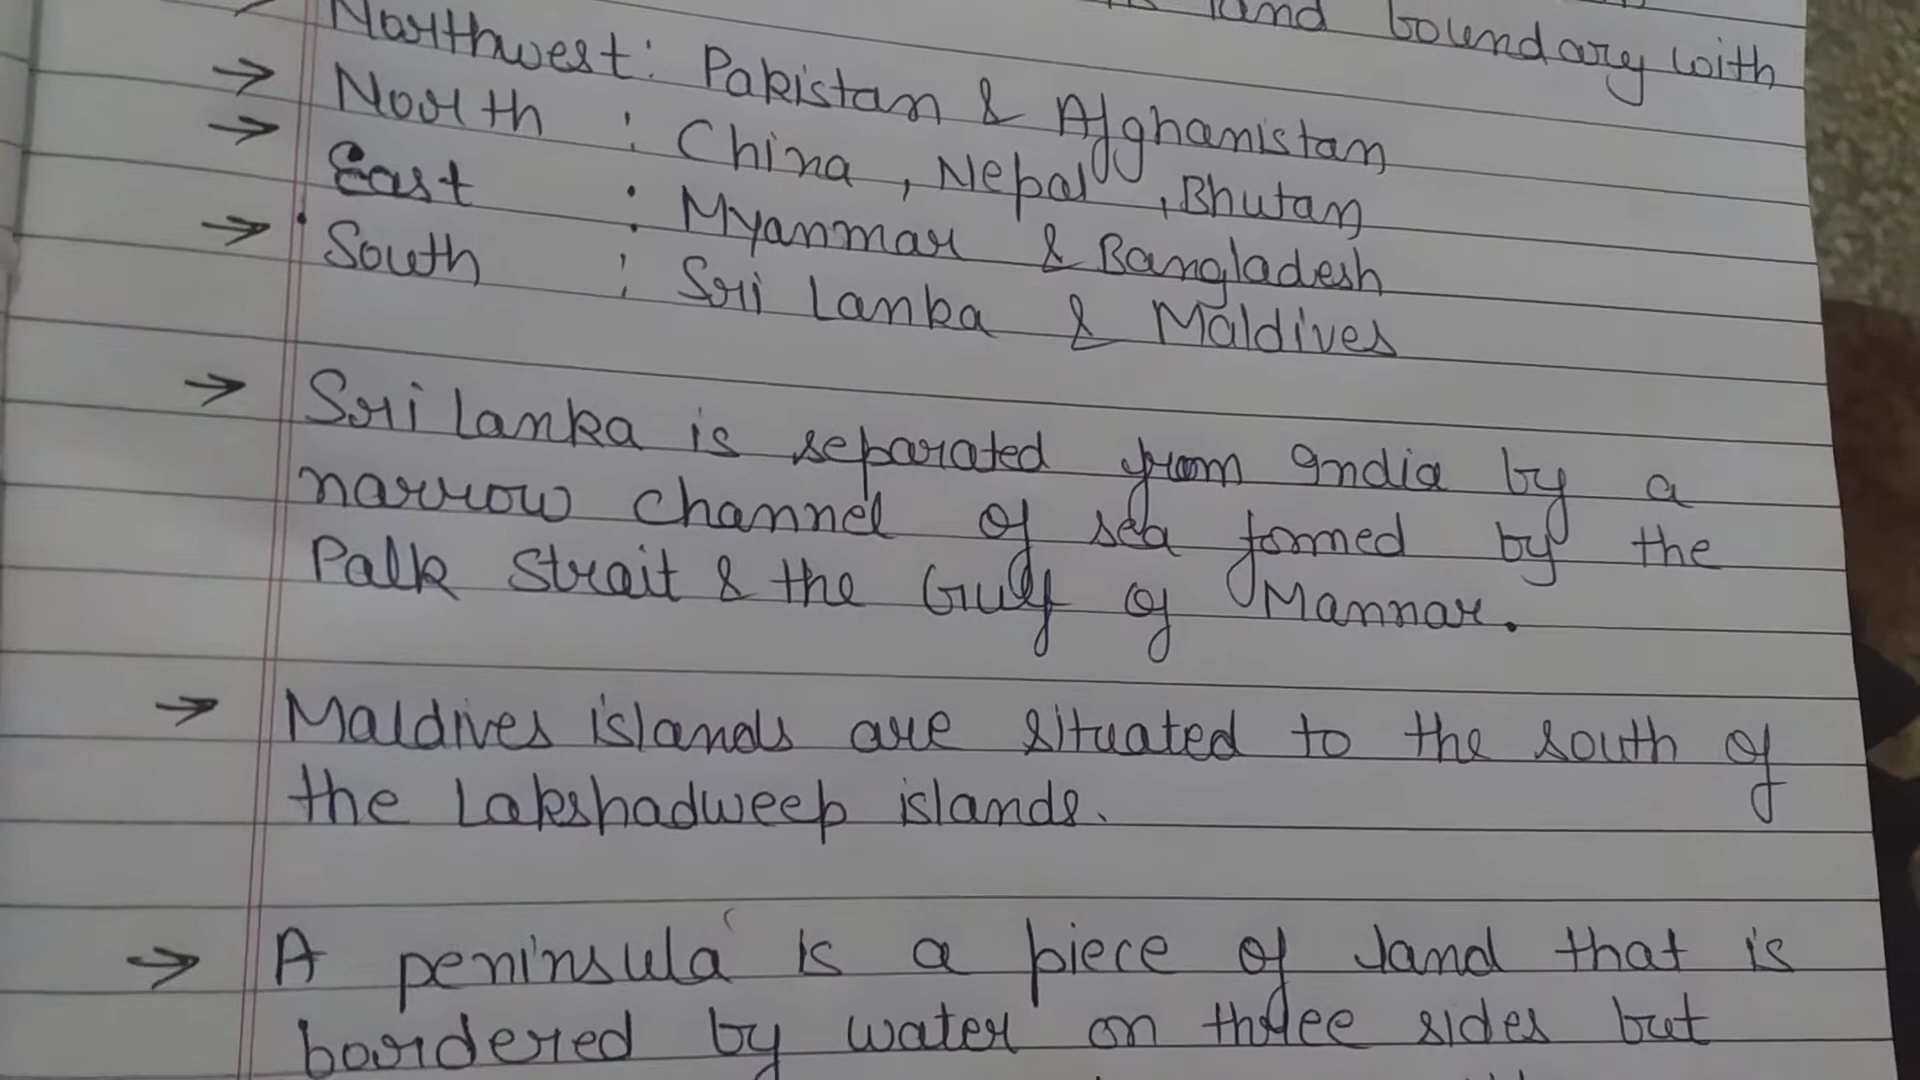 land boundary with
→ Northwest: Pakistan & Afghanistan
→ North : China, Nepal, Bhutan
→ East : Myanmar & Bangladesh
→ South : Sri Lanka & Maldives
→ Sri Lanka is separated from India by a
narrow channel of sea formed by the
Palk Strait & the Gulf of Mannar.
→ Maldives islands are situated to the south of
the Lakshadweep islands.
→ A peninsula is a piece of land that is
bordered by water on three sides but